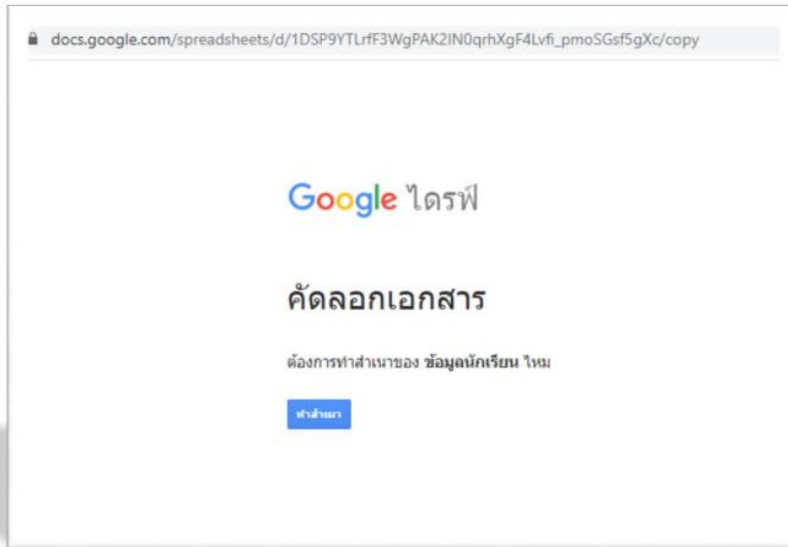 docs.google.com/spreadsheets/d/1DSP9YTLrfF3WgPAK2IN0qrhXgF4Lvfi_pmoSGsf5gXc/copy
Google ไดรฟ์
คัดลอกเอกสาร
ต้องการทำสำเนาของ ข้อมูลนักเรียน ไหม
ทำสำเนา